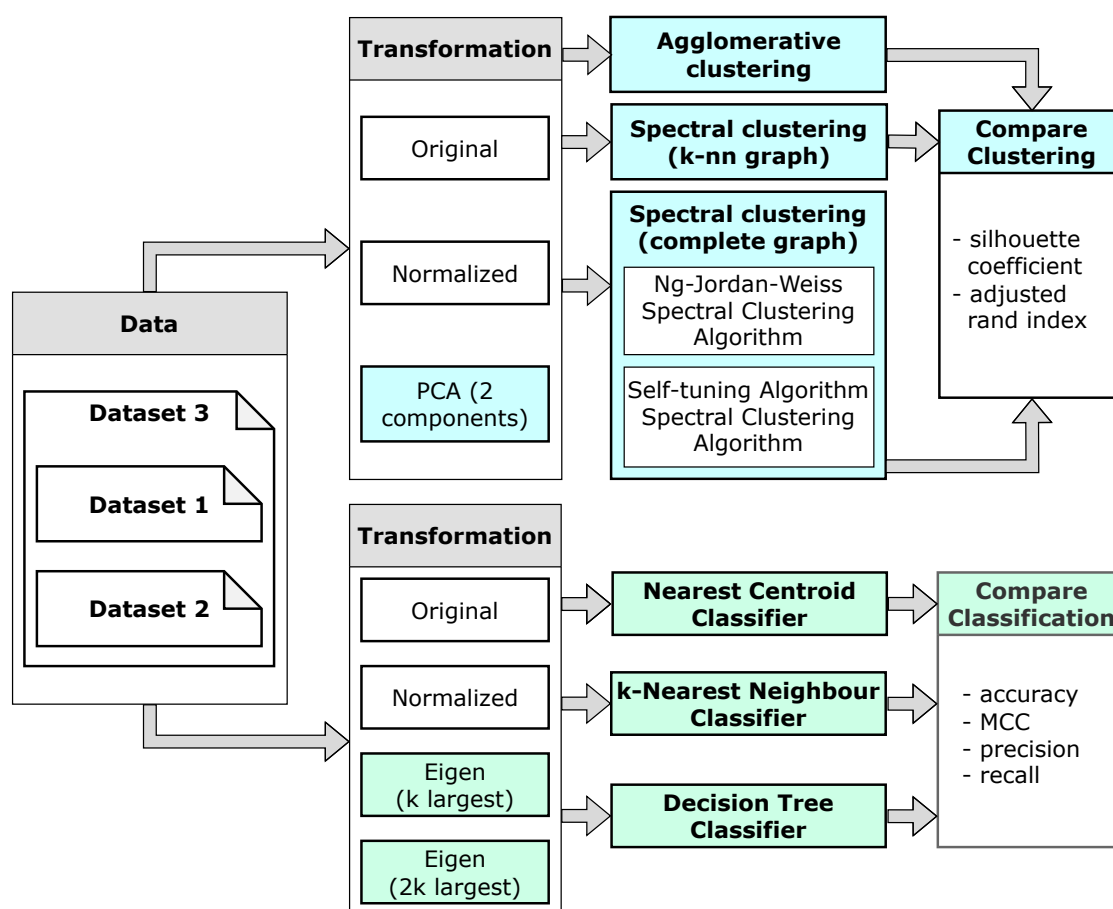 Data
Dataset 3
Dataset 1
Dataset 2
Transformation
Original
Normalized
PCA (2
components)
Agglomerative
clustering
Spectral clustering
(k-nn graph)
Spectral clustering
(complete graph)
Ng-Jordan-Weiss
Spectral Clustering
Algorithm
Self-tuning Algorithm
Spectral Clustering
Algorithm
Compare
Clustering
- silhouette
coefficient
- adjusted
rand index
Transformation
Original
Normalized
Eigen
(k largest)
Eigen
(2k largest)
Nearest Centroid
Classifier
k-Nearest Neighbour
Classifier
Decision Tree
Classifier
Compare
Classification
- accuracy
- MCC
- precision
- recall